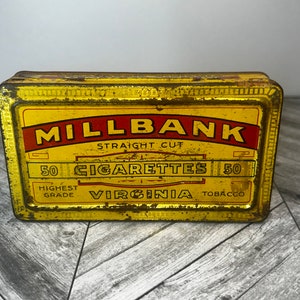 MILLBANK
STRAIGHT CUT
50 CIGARETTES 50
HIGHEST GRADE VIRGINIA TOBACCO